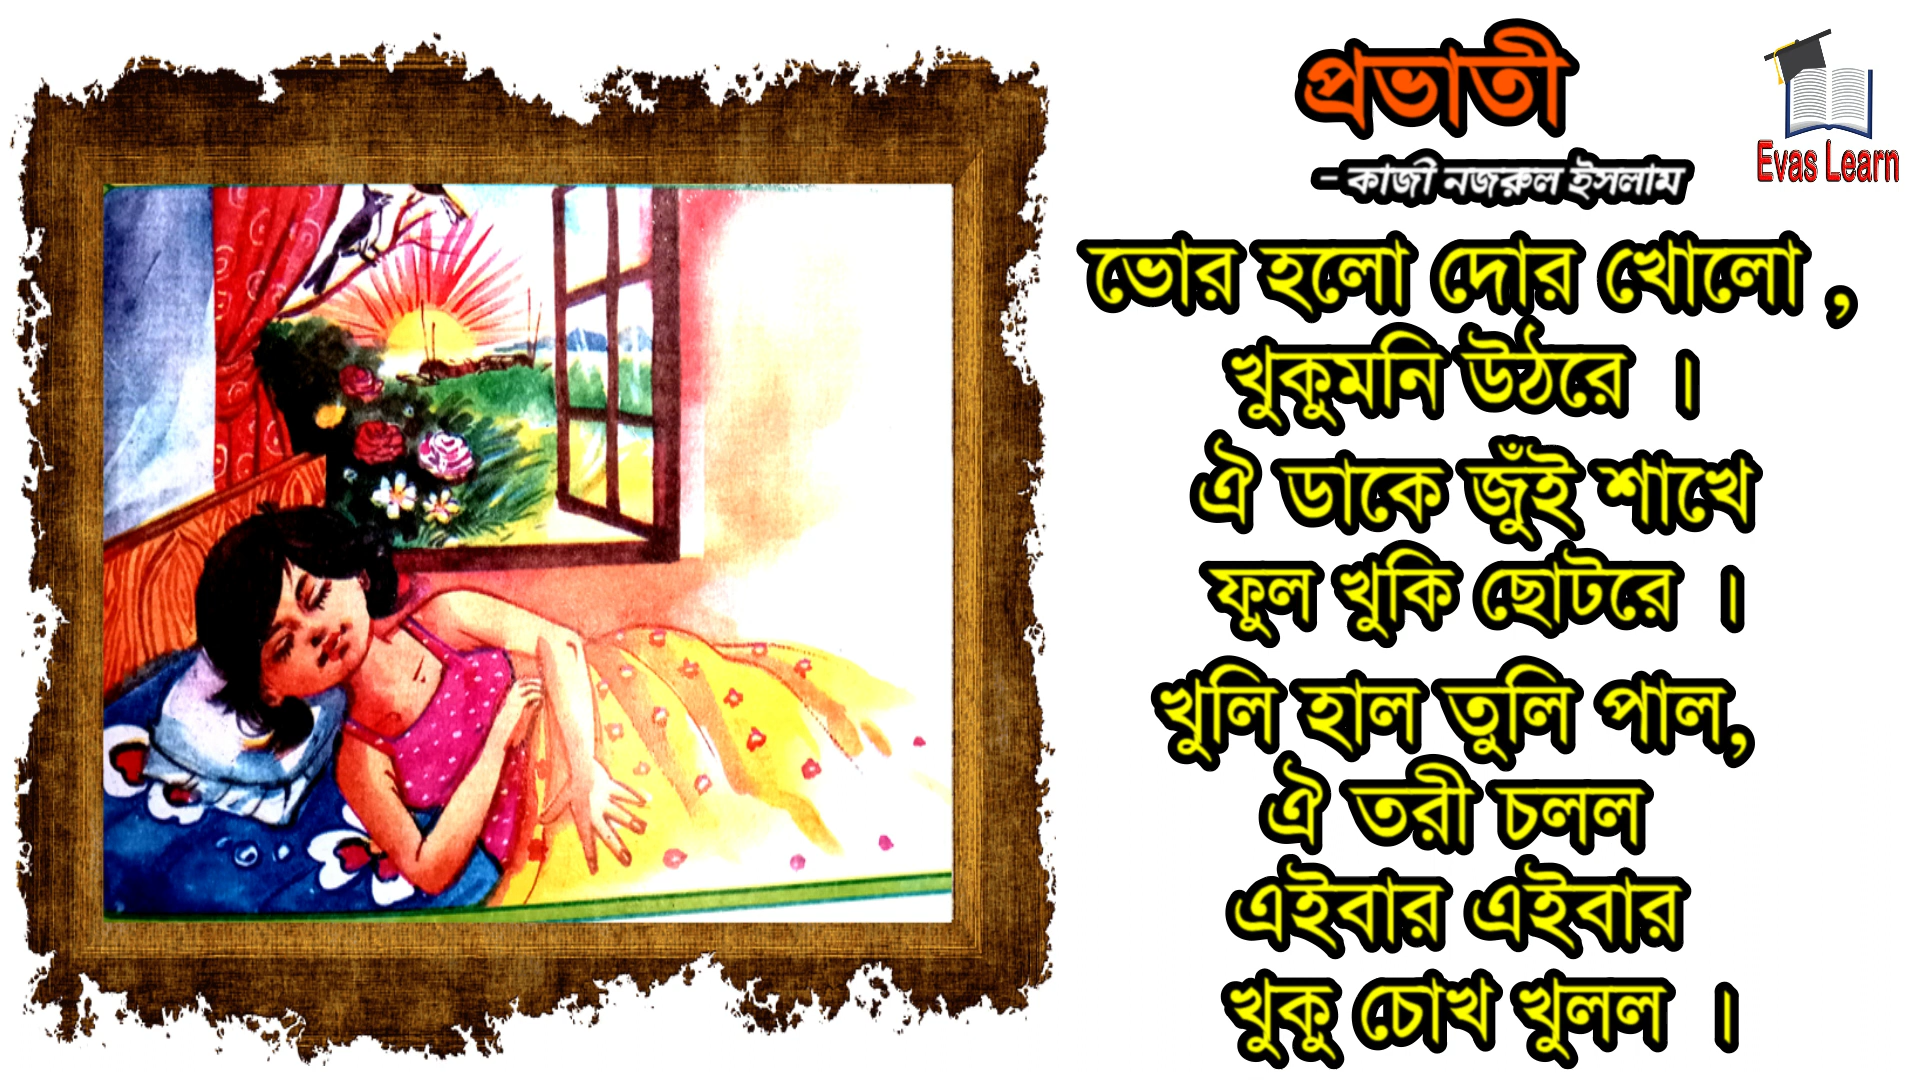 প্রভাতী
- কাজী নজরুল ইসলাম
Evas Learn
ভোর হলো দোর খোলো ,
খুকুমনি উঠরে ।
ঐ ডাকে জুঁই শাখে
ফুল খুকি ছোটরে ।
খুলি হাল তুলি পাল,
ঐ তরী চলল
এইবার এইবার
খুকু চোখ খুলল ।